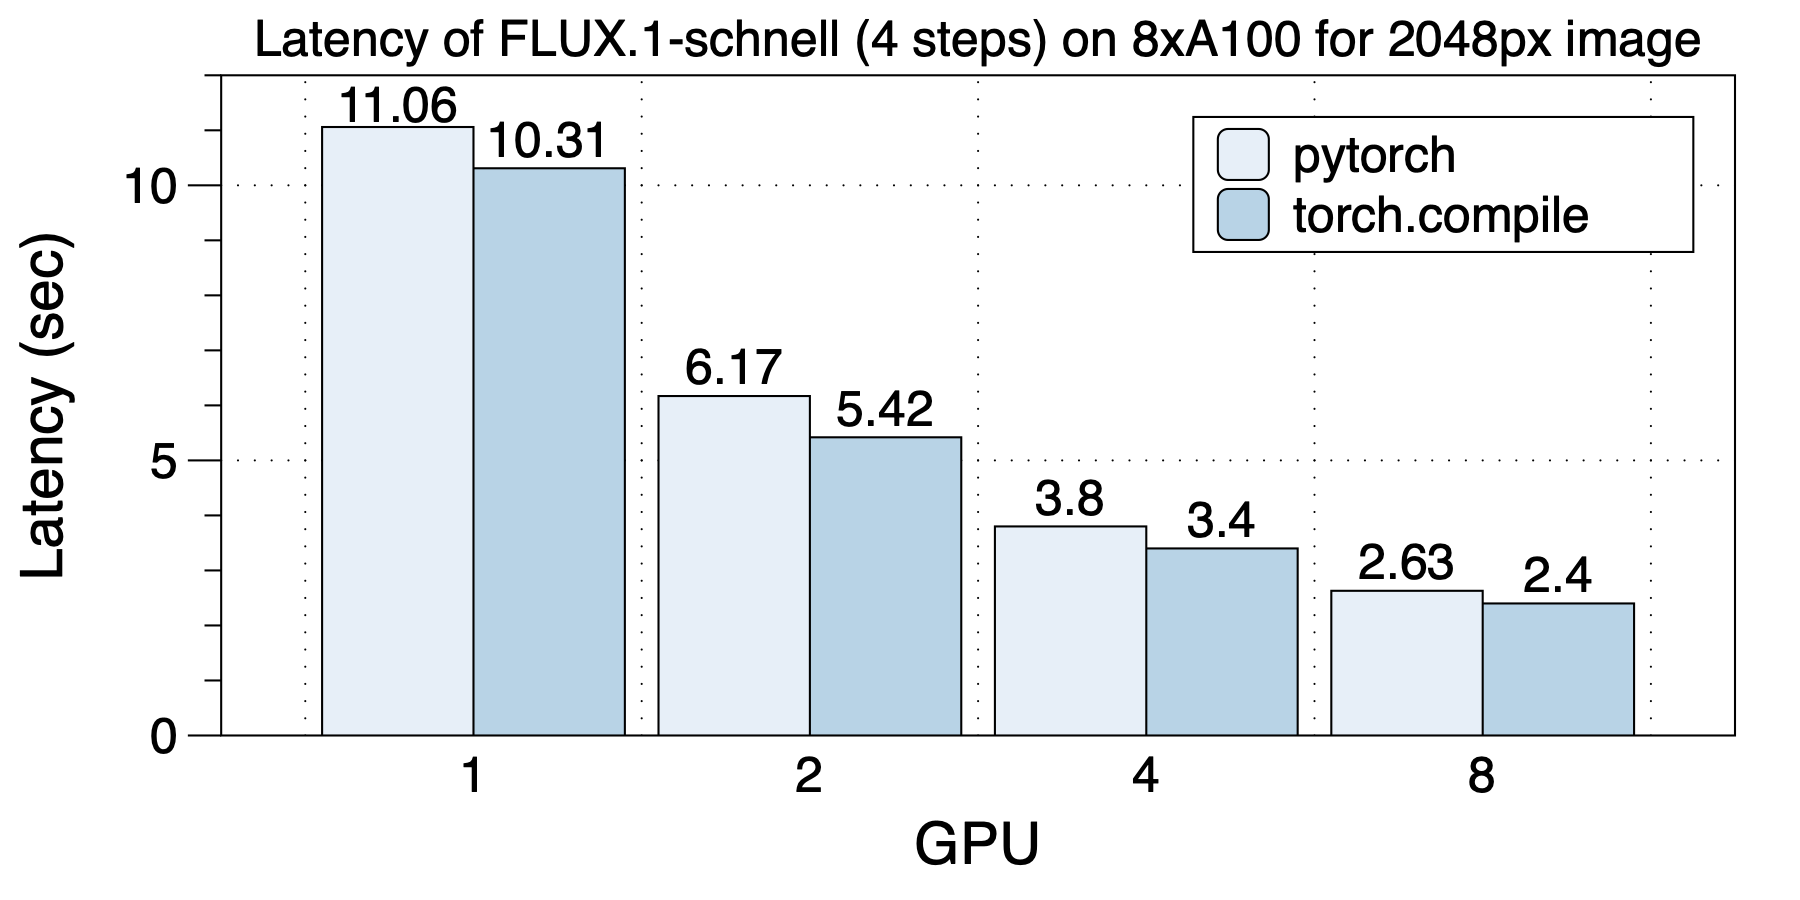 Latency of FLUX.1-schnell (4 steps) on 8xA100 for 2048px image
11.06
10.31
pytorch
torch.compile
10
6.17
5.42
5
3.8
3.4
2.63
2.4
0
Latency (sec)
1 2 4 8
GPU